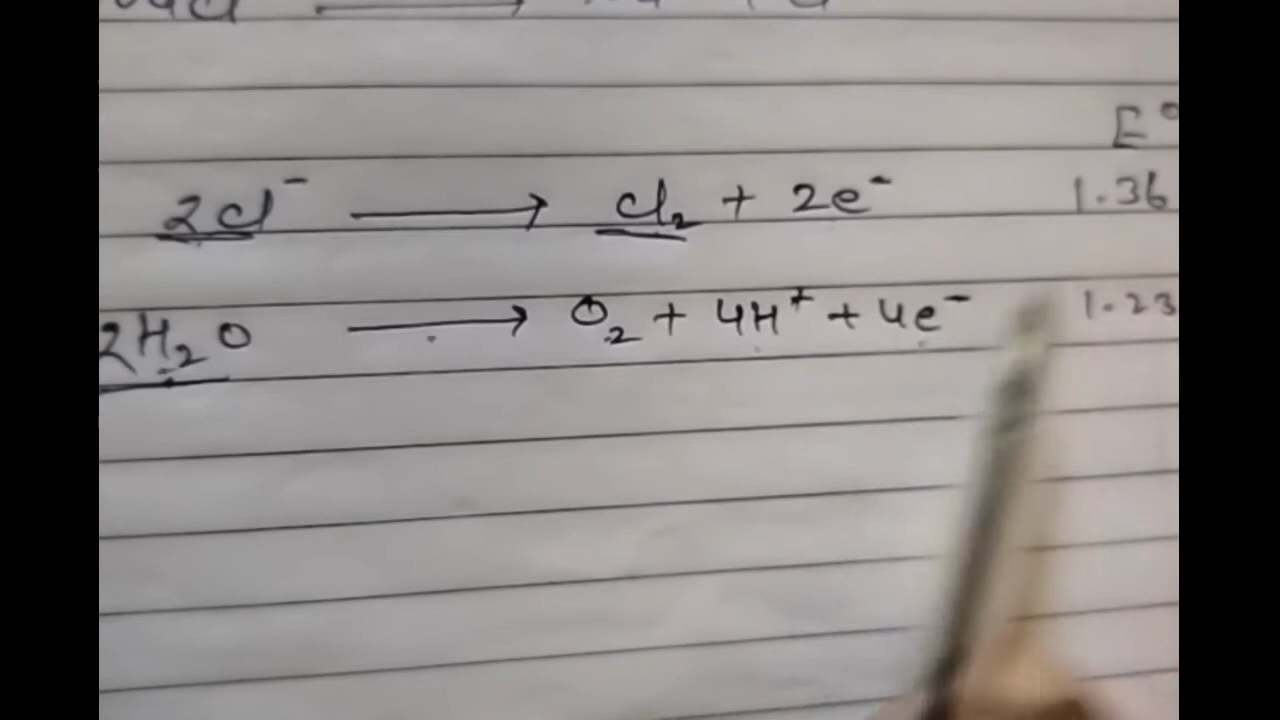 E°
2Cl⁻ ⟶ Cl₂ + 2e⁻ 1.36
2H₂O ⟶ O₂ + 4H⁺ + 4e⁻ 1.23